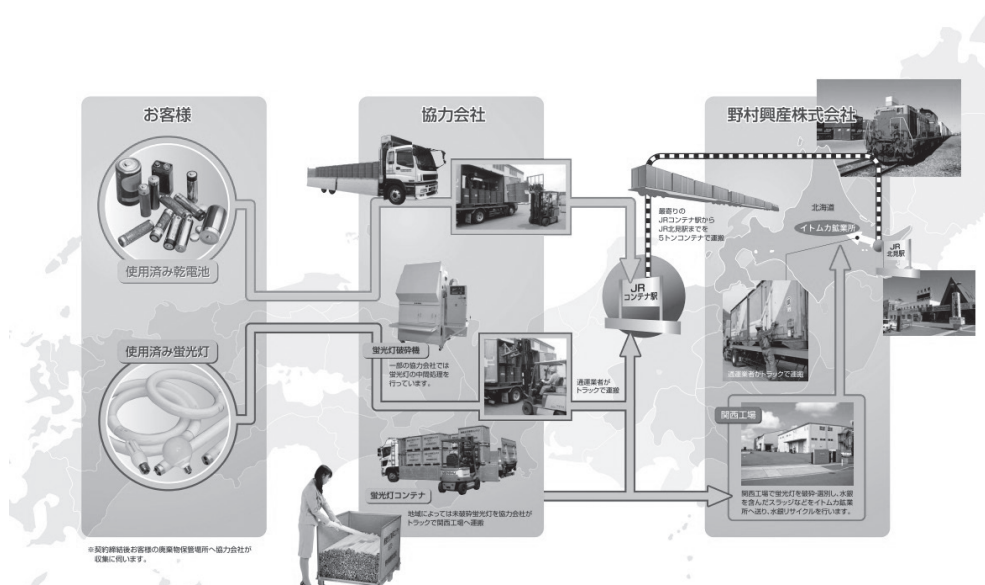 お客様
使用済み乾電池
使用済み蛍光灯
※契約締結後お客様の廃棄物保管場所へ協力会社が
収集に伺います。
協力会社
蛍光灯破砕機
一部の協力会社では
蛍光灯の中間処理を
行っています。
蛍光灯コンテナ
地域によっては未破砕蛍光灯を協力会社が
トラックで関西工場へ運搬
通運業者が
トラックで運搬
JR
コンテナ駅
最寄りの
JRコンテナ駅から
JR北見駅までを
5トンコンテナで運搬
野村興産株式会社
北海道
イトムカ鉱業所
JR
北見駅
通運業者がトラックで運搬
関西工場
関西工場で蛍光灯を破砕・選別し、水銀
を含んだスラッジなどをイトムカ鉱業
所へ送り、水銀リサイクルを行います。